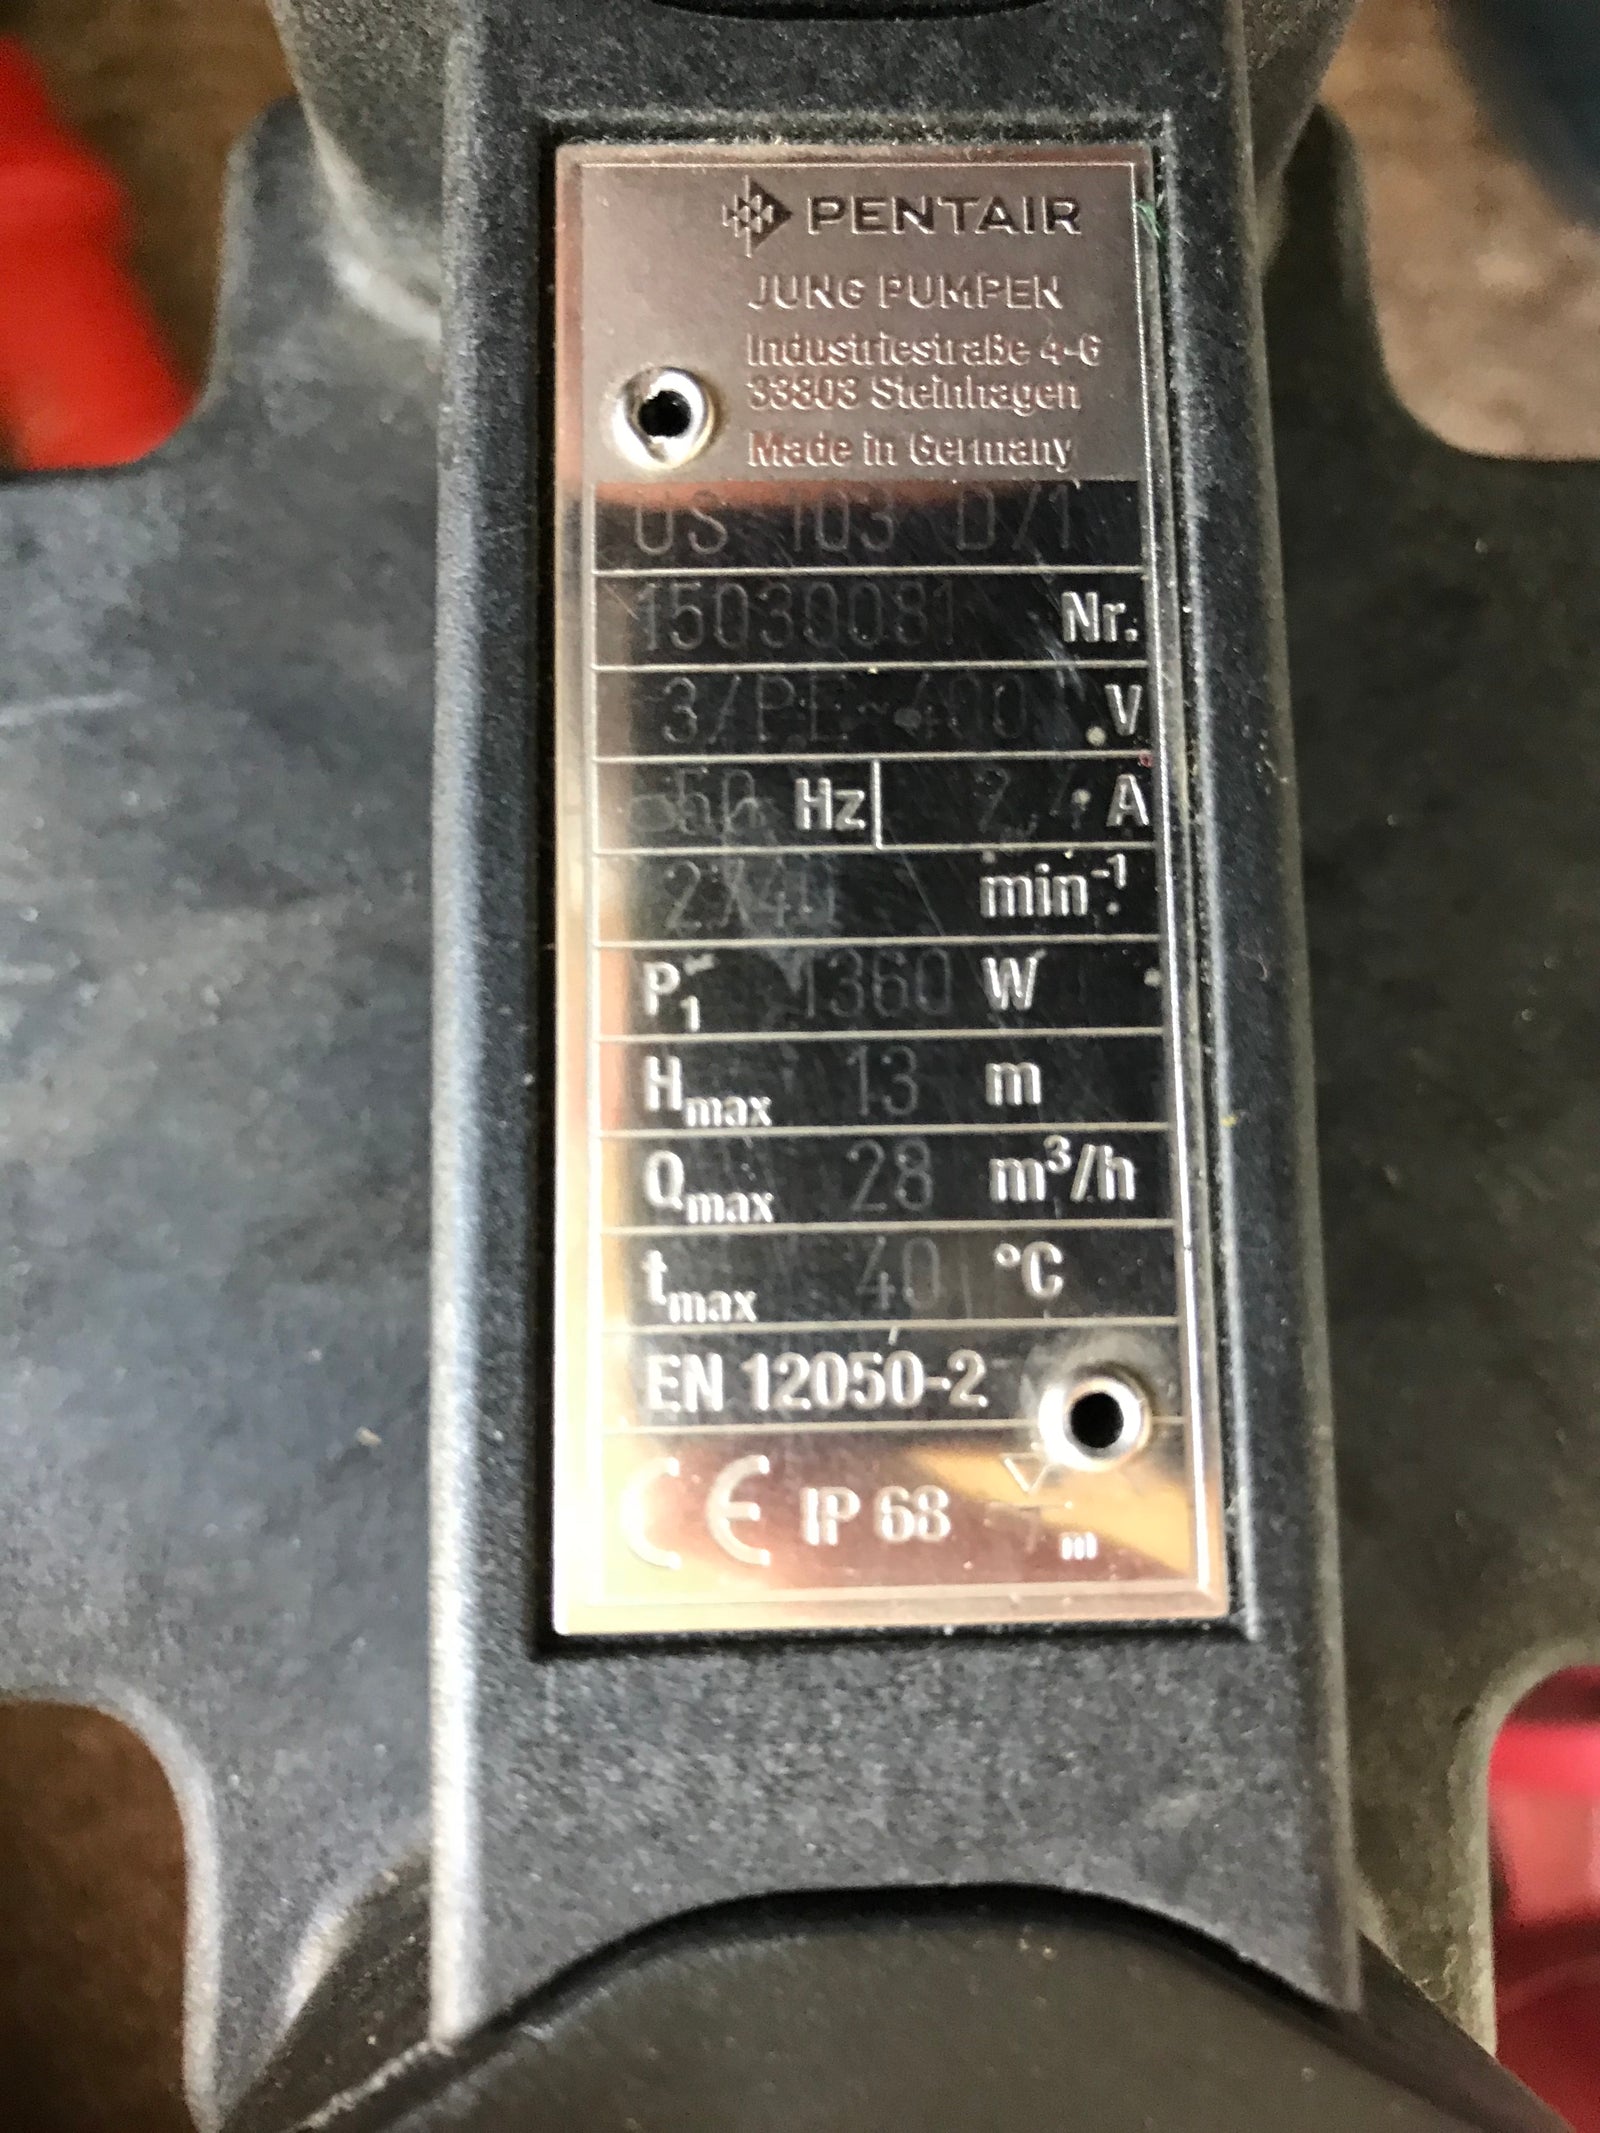 PENTAIR
JUNG PUMPEN
Industriestraße 4-6
33803 Steinhagen
Made in Germany
US 103 D/1
15030081 Nr.
3/PE~400 V
50 Hz 2,4 A
min⁻¹
P₁ 1360 W
Hmax 13 m
Qmax 28 m³/h
tmax 40 °C
EN 12050-2
CE IP 68 m